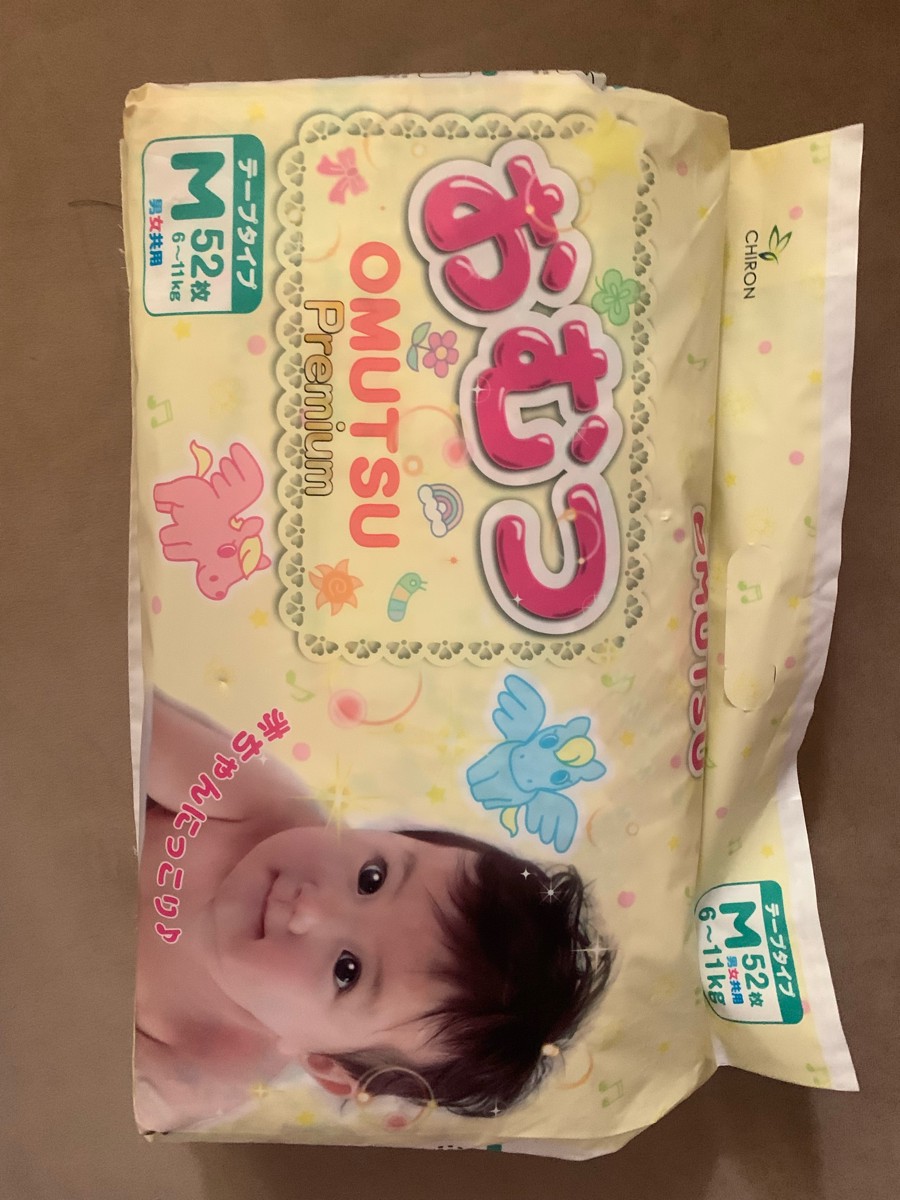 CHIRON
OMUTSU
テープタイプ
M 52枚
男女共用
6～11kg
おむつ
OMUTSU
Premium
テープタイプ
M 52枚
6～11kg
男女共用
赤ちゃんにっこり♪